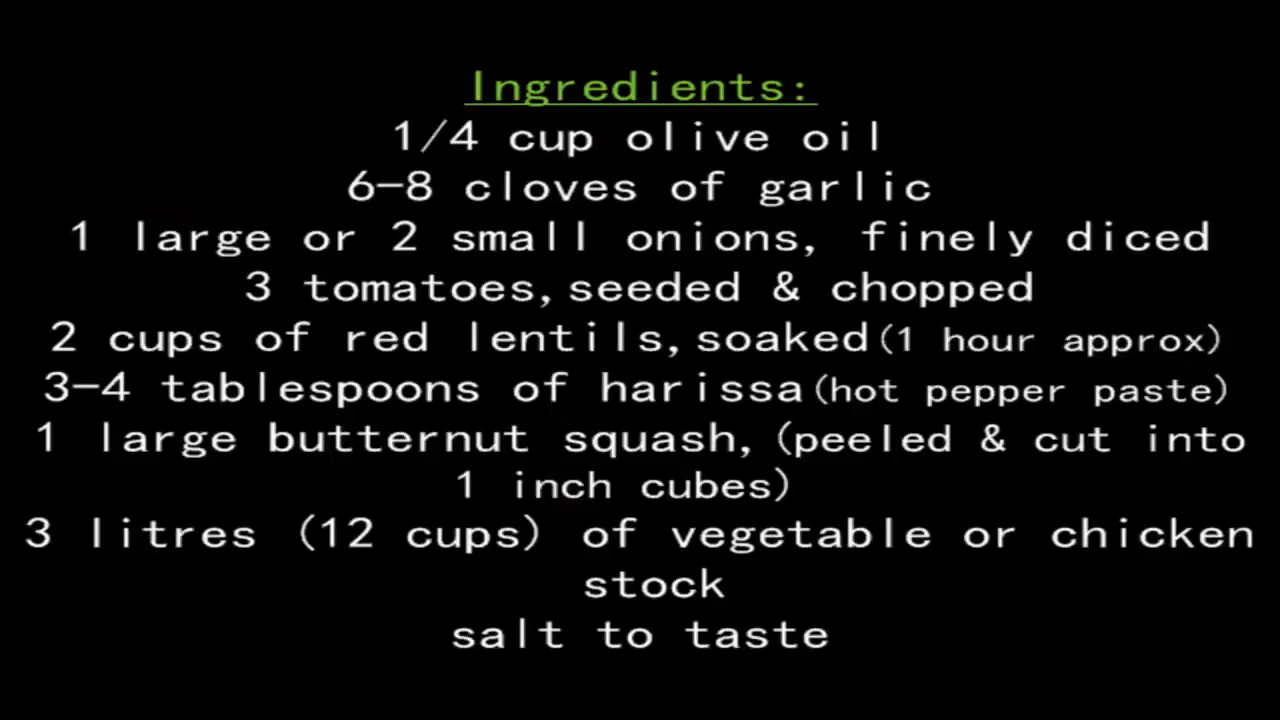 Ingredients:
1/4 cup olive oil
6-8 cloves of garlic
1 large or 2 small onions, finely diced
3 tomatoes, seeded & chopped
2 cups of red lentils, soaked(1 hour approx)
3-4 tablespoons of harissa(hot pepper paste)
1 large butternut squash, (peeled & cut into
1 inch cubes)
3 litres (12 cups) of vegetable or chicken
stock
salt to taste